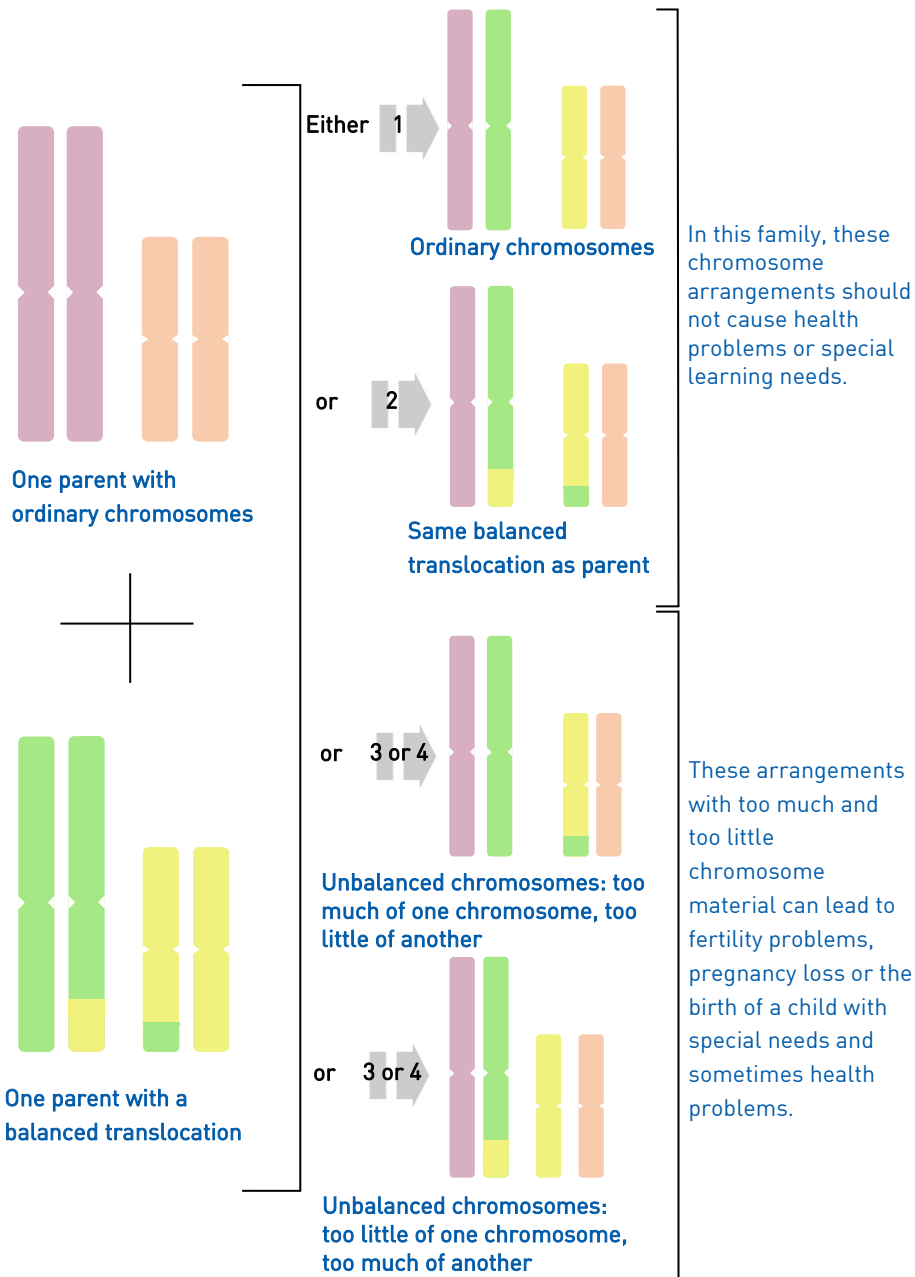 One parent with
ordinary chromosomes
One parent with a
balanced translocation
Either 1
Ordinary chromosomes
or 2
Same balanced
translocation as parent
In this family, these
chromosome
arrangements should
not cause health
problems or special
learning needs.
or 3 or 4
Unbalanced chromosomes: too
much of one chromosome, too
little of another
or 3 or 4
Unbalanced chromosomes:
too little of one chromosome,
too much of another
These arrangements
with too much and
too little
chromosome
material can lead to
fertility problems,
pregnancy loss or the
birth of a child with
special needs and
sometimes health
problems.